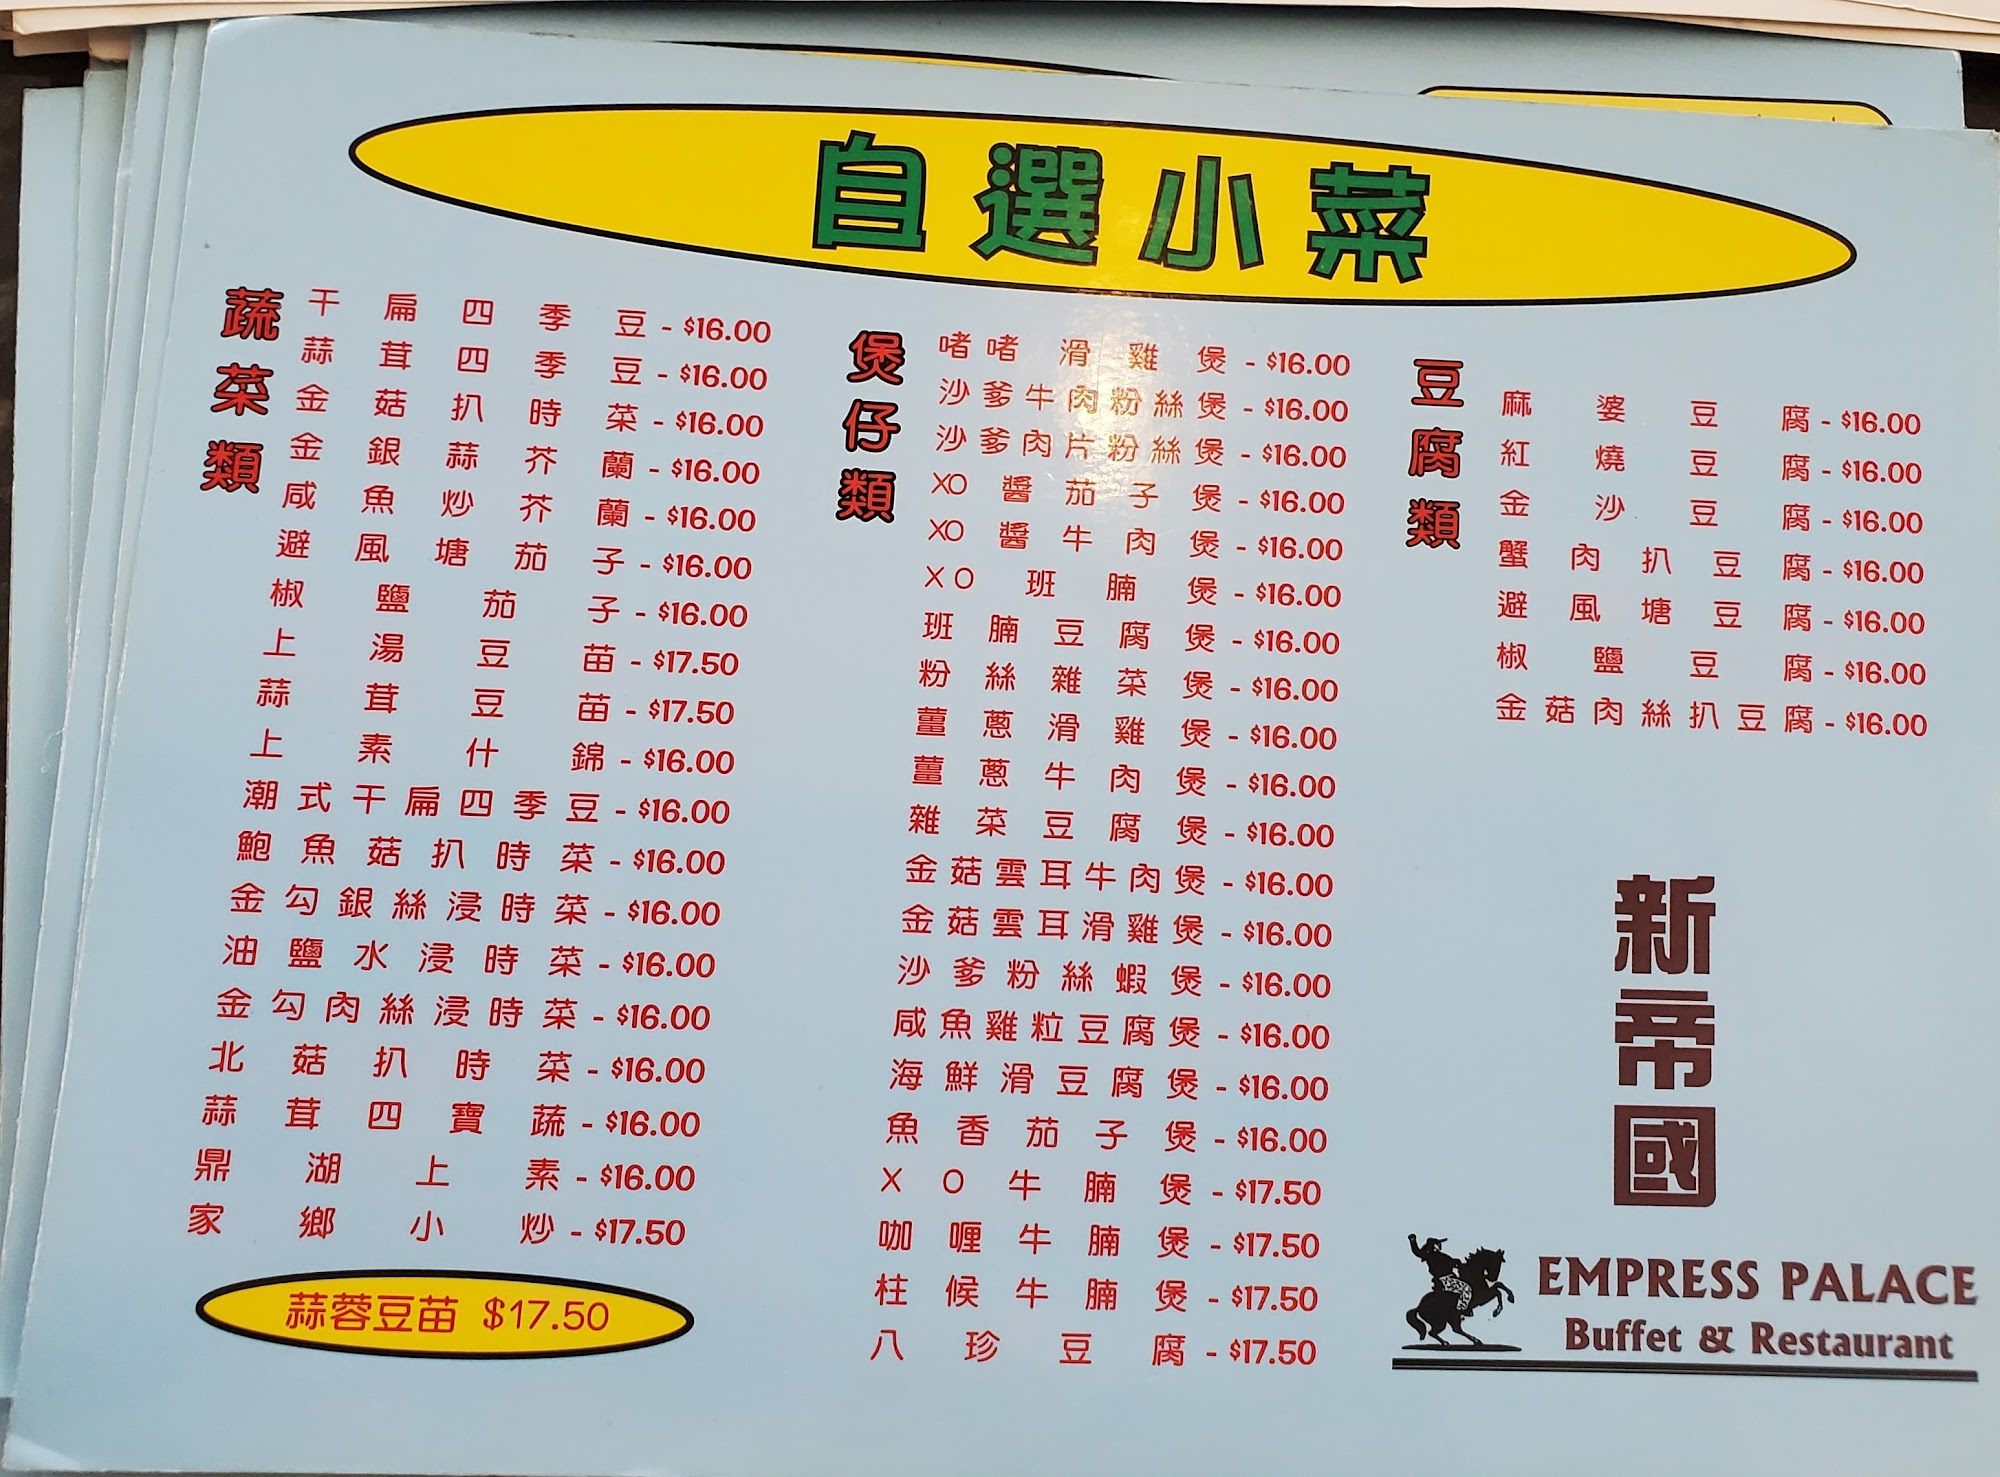 自選小菜
蔬菜類
干扁四季豆 - $16.00
蒜茸四季豆 - $16.00
金菇扒時菜 - $16.00
金銀蒜芥蘭 - $16.00
咸魚炒芥蘭 - $16.00
避風塘茄子 - $16.00
椒鹽茄子 - $16.00
上湯豆苗 - $17.50
蒜茸豆苗 - $17.50
上素什錦 - $16.00
潮式干扁四季豆 - $16.00
鮑魚菇扒時菜 - $16.00
金勾銀絲浸時菜 - $16.00
油鹽水浸時菜 - $16.00
金勾肉絲浸時菜 - $16.00
北菇扒時菜 - $16.00
蒜茸四寶蔬 - $16.00
鼎湖上素 - $16.00
家鄉小炒 - $17.50
蒜蓉豆苗 $17.50
煲仔類
啫啫滑雞煲 - $16.00
沙爹牛肉粉絲煲 - $16.00
沙爹肉片粉絲煲 - $16.00
XO醬茄子煲 - $16.00
XO醬牛肉煲 - $16.00
XO班腩煲 - $16.00
班腩豆腐煲 - $16.00
粉絲雜菜煲 - $16.00
薑蔥滑雞煲 - $16.00
薑蔥牛肉煲 - $16.00
雜菜豆腐煲 - $16.00
金菇雲耳牛肉煲 - $16.00
金菇雲耳滑雞煲 - $16.00
沙爹粉絲蝦煲 - $16.00
咸魚雞粒豆腐煲 - $16.00
海鮮滑豆腐煲 - $16.00
魚香茄子煲 - $16.00
XO牛腩煲 - $17.50
咖喱牛腩煲 - $17.50
柱候牛腩煲 - $17.50
八珍豆腐 - $17.50
豆腐類
麻婆豆腐 - $16.00
紅燒豆腐 - $16.00
金沙豆腐 - $16.00
蟹肉扒豆腐 - $16.00
避風塘豆腐 - $16.00
椒鹽豆腐 - $16.00
金菇肉絲扒豆腐 - $16.00
新帝國
EMPRESS PALACE
Buffet & Restaurant